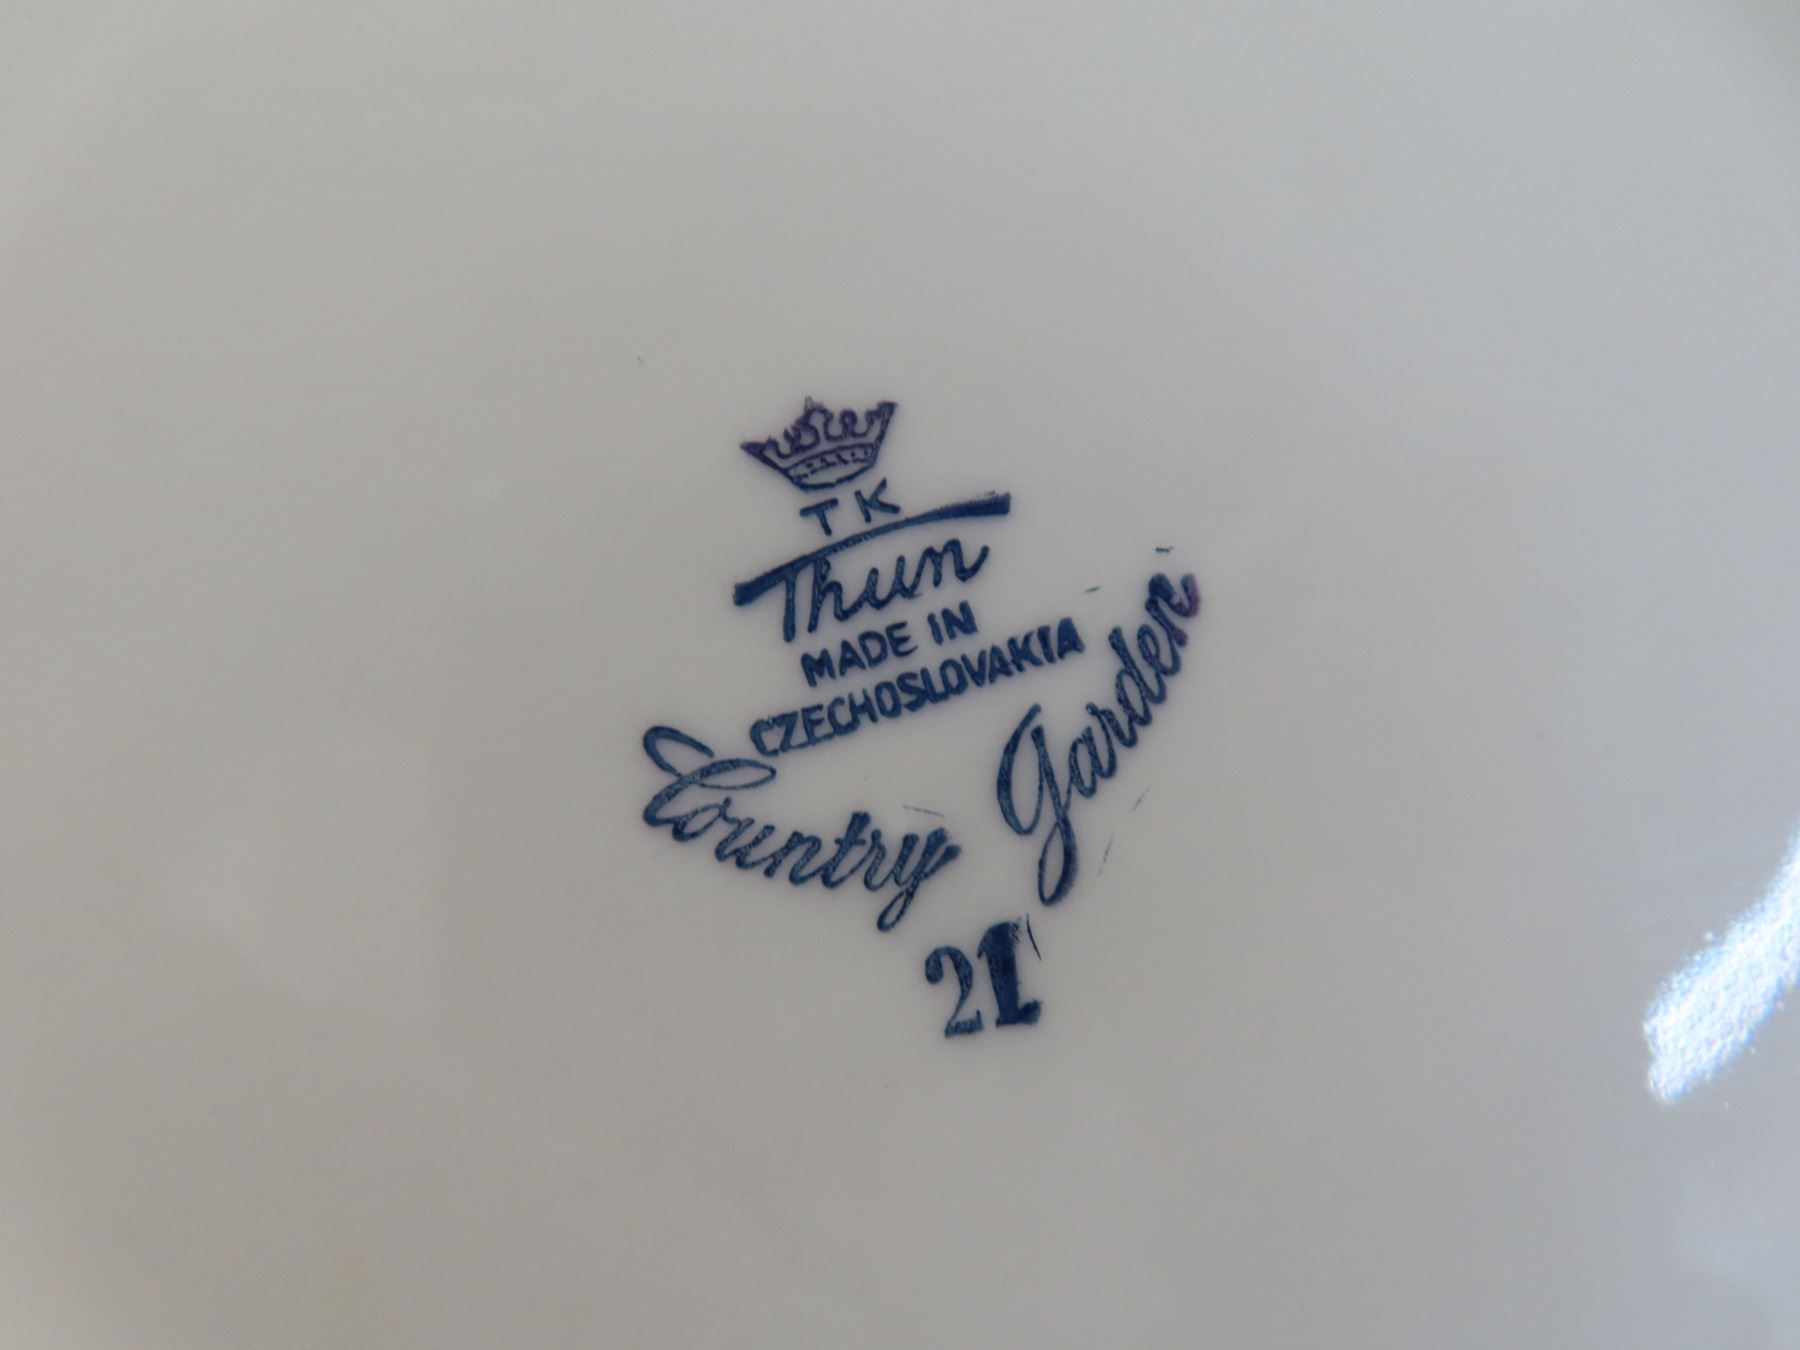 TK
Thun
MADE IN
CZECHOSLOVAKIA
Country Garden
21